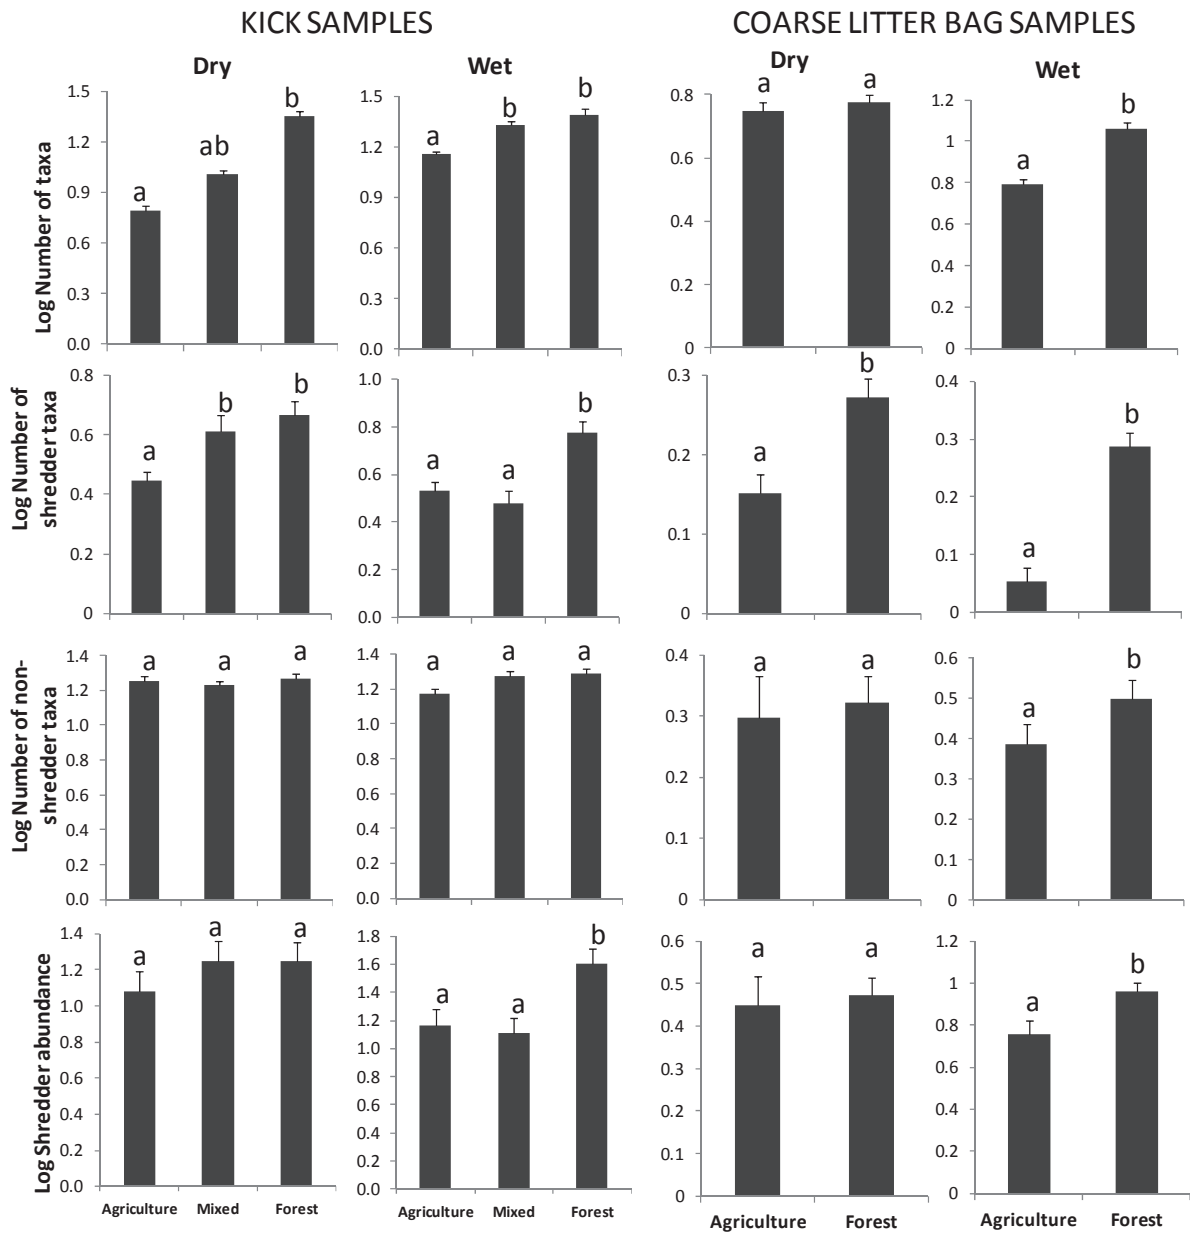 KICK SAMPLES
COARSE LITTER BAG SAMPLES
Dry
Wet
Dry
Wet
Log Number of taxa
1.5
1.2
0.9
0.6
0.3
0.0
a
ab
b
1.5
1.2
0.9
0.6
0.3
0.0
a
b
b
0.8
0.6
0.4
0.2
0
a
a
1.2
1
0.8
0.6
0.4
0.2
0
a
b
Log Number of
shredder taxa
0.8
0.6
0.4
0.2
0
a
b
b
1.0
0.8
0.6
0.4
0.2
0.0
a
a
b
0.3
0.2
0.1
0
a
b
0.4
0.3
0.2
0.1
0
a
b
Log Number of non-
shredder taxa
1.4
1.2
1.0
0.8
0.6
0.4
0.2
0.0
a
a
a
1.4
1.2
1.0
0.8
0.6
0.4
0.2
0.0
a
a
a
0.4
0.3
0.2
0.1
0
a
a
0.6
0.5
0.4
0.3
0.2
0.1
0
a
b
Log Shredder abundance
1.4
1.2
1.0
0.8
0.6
0.4
0.2
0.0
a
a
a
Agriculture
Mixed
Forest
1.8
1.6
1.4
1.2
1.0
0.8
0.6
0.4
0.2
0.0
a
a
b
Agriculture
Mixed
Forest
0.6
0.5
0.4
0.3
0.2
0.1
0
a
a
Agriculture
Forest
1.2
1
0.8
0.6
0.4
0.2
0
a
b
Agriculture
Forest